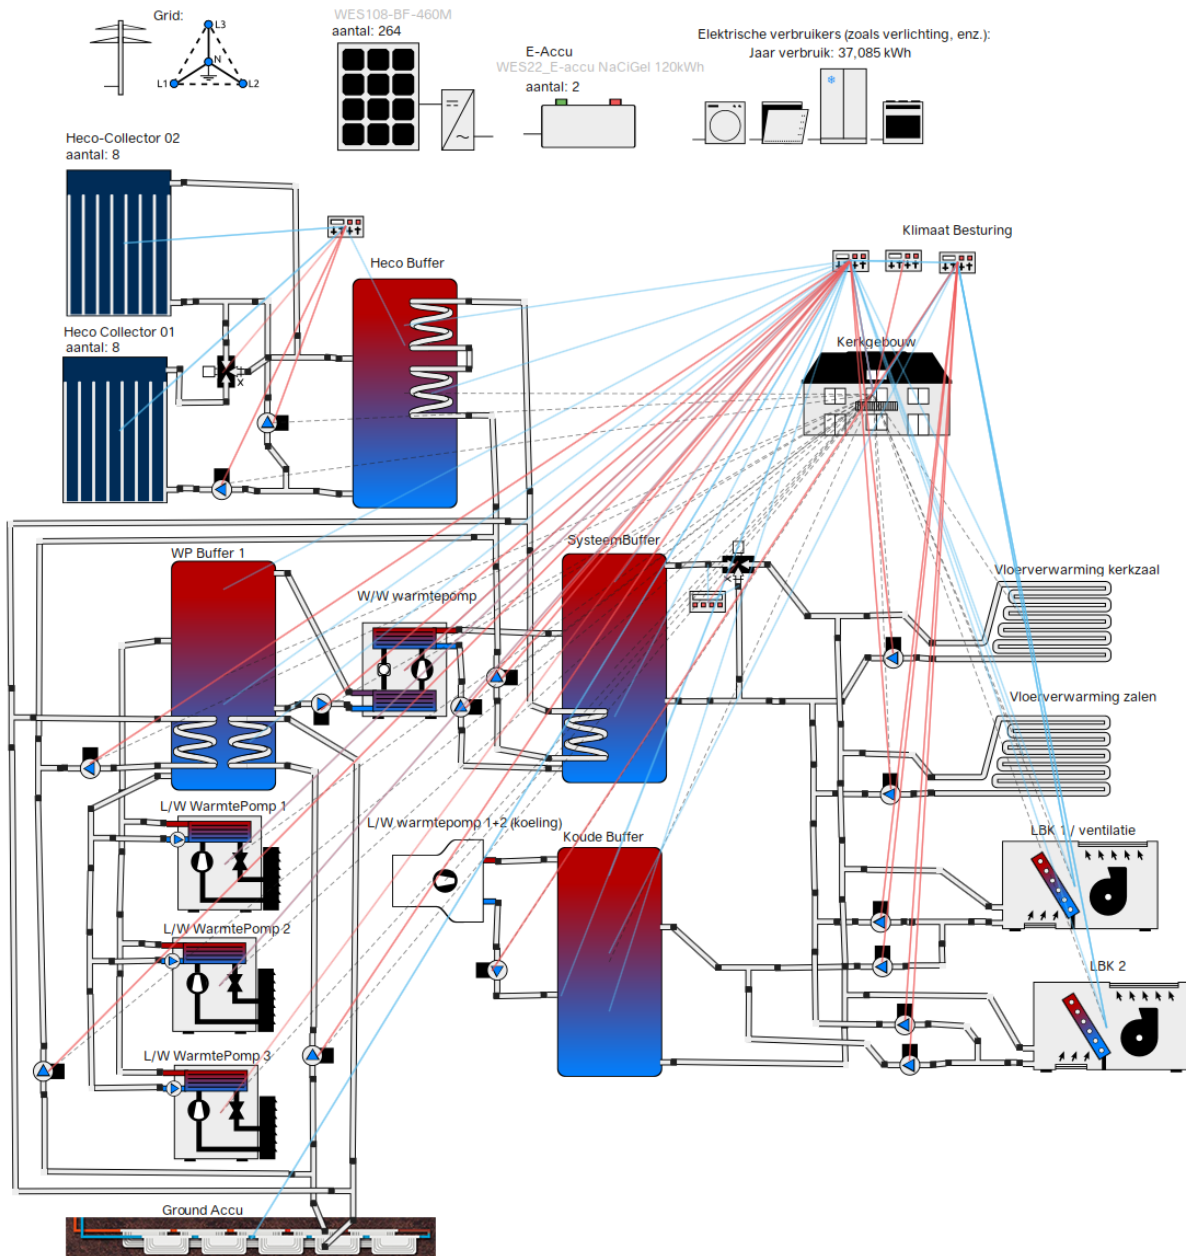 Grid:
L3
N
L1
L2
WES108-BF-460M
aantal: 264
E-Accu
WES22_E-accu NaCiGel 120kWh
aantal: 2
Elektrische verbruikers (zoals verlichting, enz.):
Jaar verbruik: 37,085 kWh
Heco-Collector 02
aantal: 8
Klimaat Besturing
Heco Buffer
Heco Collector 01
aantal: 8
Kerkgebouw
X
WP Buffer 1
SysteemBuffer
W/W warmtepomp
X
Vloerverwarming kerkzaal
Vloerverwarming zalen
L/W WarmtePomp 1
L/W warmtepomp 1+2 (koeling)
Koude Buffer
LBK 1 / ventilatie
L/W WarmtePomp 2
LBK 2
L/W WarmtePomp 3
Ground Accu